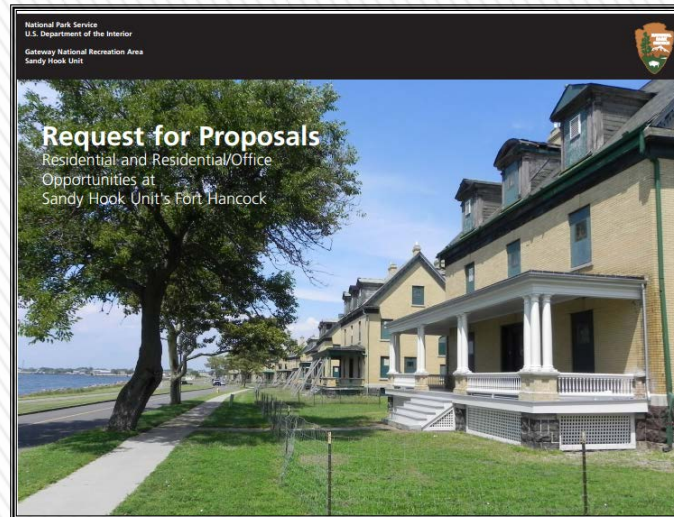 National Park Service
U.S. Department of the Interior
Gateway National Recreation Area
Sandy Hook Unit
Request for Proposals
Residential and Residential/Office
Opportunities at
Sandy Hook Unit's Fort Hancock